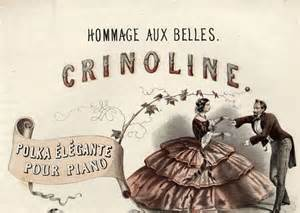 HOMMAGE AUX BELLES.
CRINOLINE
POLKA ÉLÉGANTE
POUR PIANO